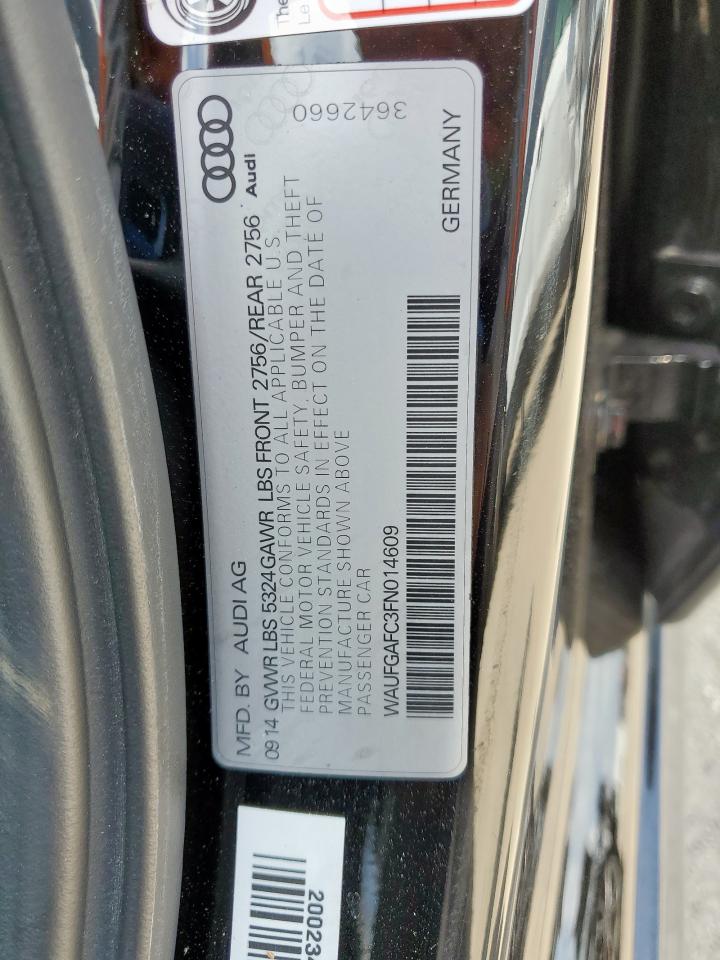 MFD. BY AUDI AG
Audi
0914 GVWR LBS 5324 GAWR LBS FRONT 2756/REAR 2756
THIS VEHICLE CONFORMS TO ALL APPLICABLE U.S
FEDERAL MOTOR VEHICLE SAFETY, BUMPER AND THEFT
PREVENTION STANDARDS IN EFFECT ON THE DATE OF
MANUFACTURE SHOWN ABOVE
PASSENGER CAR
3642660
WAUFGAFC3FN014609
GERMANY
The
Le